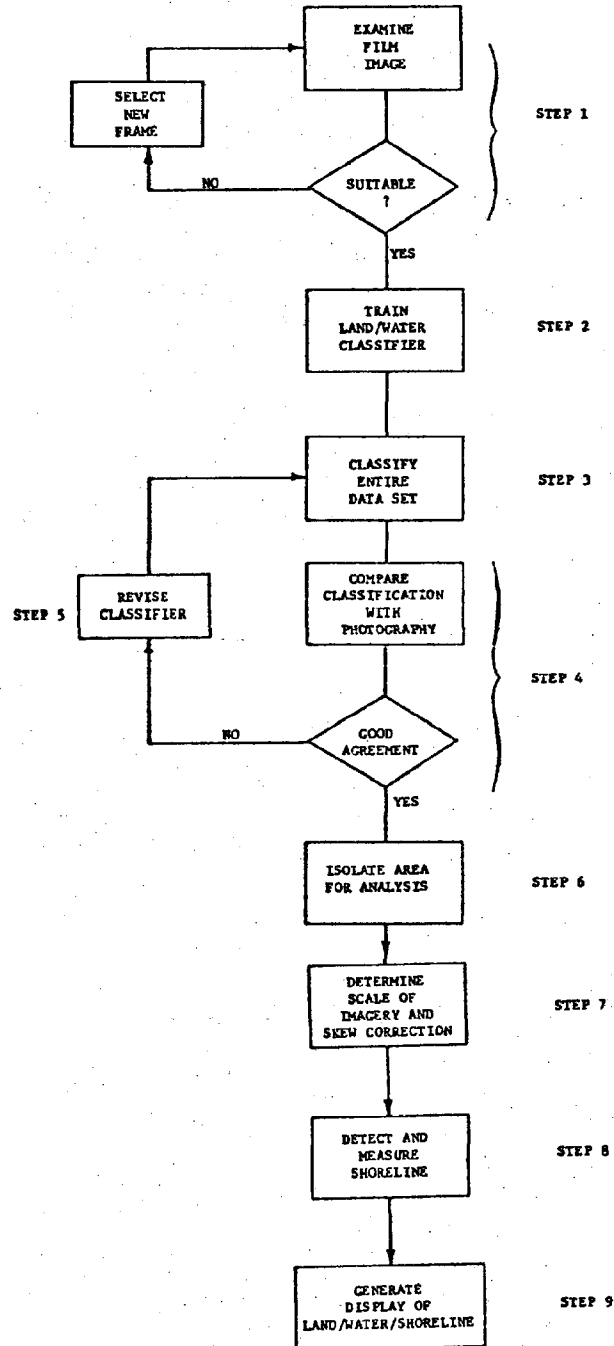 EXAMINE
FILM
IMAGE
SELECT
NEW
FRAME
STEP 1
NO
SUITABLE
?
YES
TRAIN
LAND/WATER
CLASSIFIER
STEP 2
CLASSIFY
ENTIRE
DATA SET
STEP 3
COMPARE
CLASSIFICATION
WITH
PHOTOGRAPHY
STEP 5
REVISE
CLASSIFIER
STEP 4
NO
GOOD
AGREEMENT
YES
ISOLATE AREA
FOR ANALYSIS
STEP 6
DETERMINE
SCALE OF
IMAGERY AND
SKEW CORRECTION
STEP 7
DETECT AND
MEASURE
SHORELINE
STEP 8
GENERATE
DISPLAY OF
LAND/WATER/SHORELINE
STEP 9